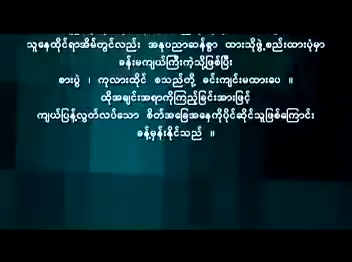 သူနေထိုင်ရာအိမ်တွင်လည်း အနုပညာဆန်စွာ ထားသိုဖွဲ့စည်းထားပုံမှာ
ခန်းမကျယ်ကြီးကဲ့သို့ဖြစ်ပြီး
စားပွဲ ၊ ကုလားထိုင် စသည်တို့ ခင်းကျင်းမထားပေ ။
ထိုအချင်းအရာကိုကြည့်ခြင်းအားဖြင့်
ကျယ်ပြန့်လွတ်လပ်သော စိတ်အခြေအနေကိုပိုင်ဆိုင်သူဖြစ်ကြောင်း
ခန့်မှန်းနိုင်သည် ။